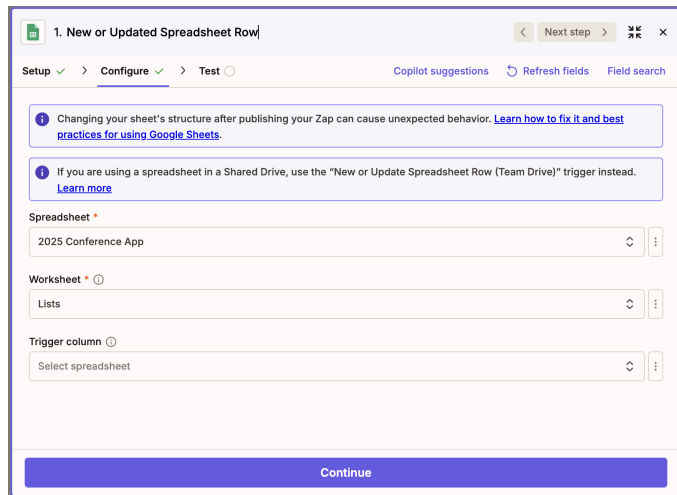 1. New or Updated Spreadsheet Row
Next step
Setup
Configure
Test
Copilot suggestions
Refresh fields
Field search
Changing your sheet's structure after publishing your Zap can cause unexpected behavior. Learn how to fix it and best
practices for using Google Sheets.
If you are using a spreadsheet in a Shared Drive, use the “New or Update Spreadsheet Row (Team Drive)” trigger instead.
Learn more
Spreadsheet *
2025 Conference App
Worksheet *
Lists
Trigger column
Select spreadsheet
Continue